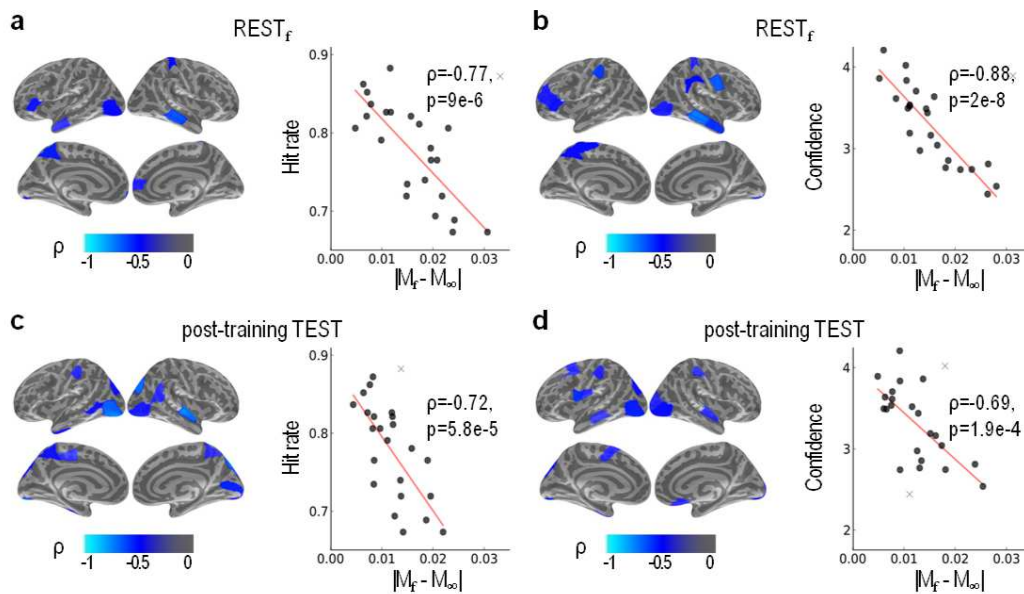 a
REST_f
0.9
0.8
0.7
Hit rate
ρ=-0.77,
p=9e-6
ρ
-1 -0.5 0
0.00 0.01 0.02 0.03
|M_f - M_∞|
b
REST_f
4
3
2
Confidence
ρ=-0.88,
p=2e-8
ρ
-1 -0.5 0
0.00 0.01 0.02 0.03
|M_f - M_∞|
c
post-training TEST
0.9
0.8
0.7
Hit rate
ρ=-0.72,
p=5.8e-5
ρ
-1 -0.5 0
0.00 0.01 0.02 0.03
|M_f - M_∞|
d
post-training TEST
4
3
2
Confidence
ρ=-0.69,
p=1.9e-4
ρ
-1 -0.5 0
0.00 0.01 0.02 0.03
|M_f - M_∞|